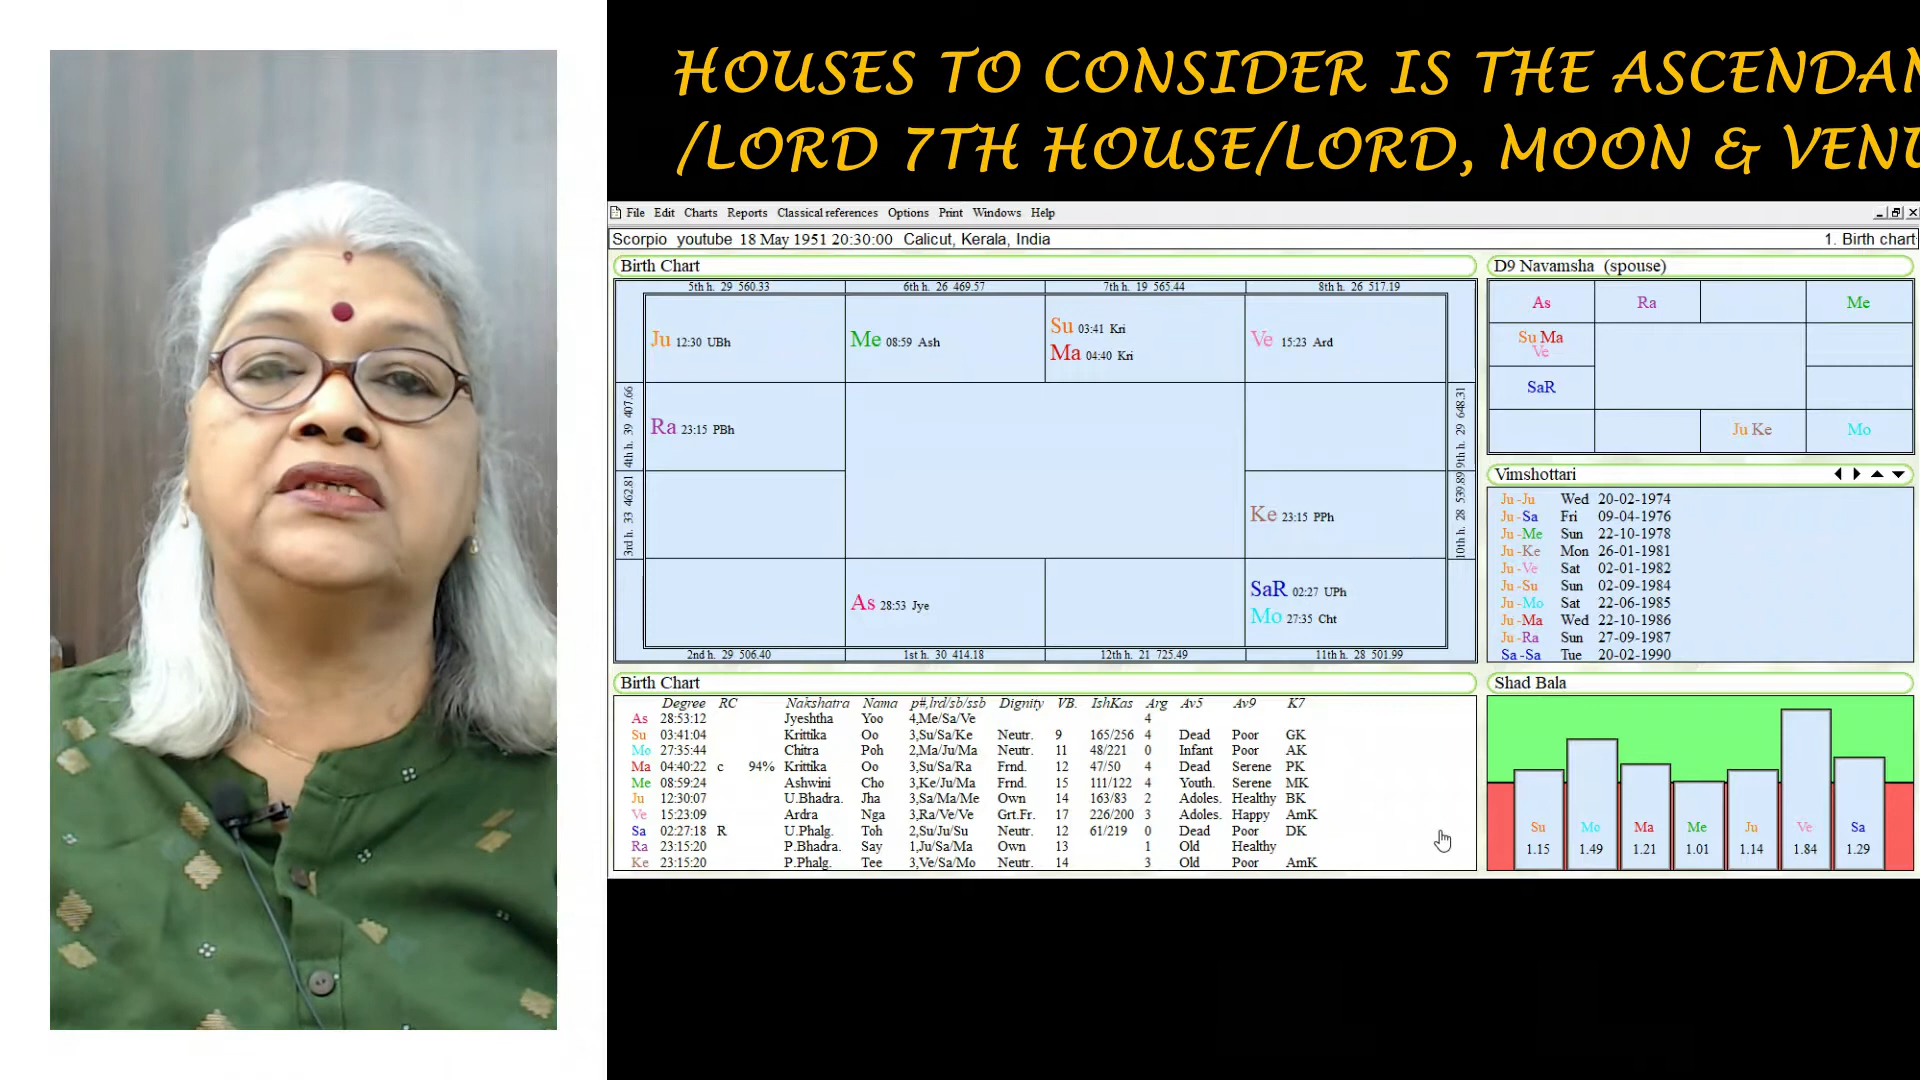 HOUSES TO CONSIDER IS THE ASCENDAN
/LORD 7TH HOUSE/LORD, MOON & VENU
File Edit Charts Reports Classical references Options Print Windows Help
Scorpio youtube 18 May 1951 20:30:00 Calicut, Kerala, India 1. Birth chart
Birth Chart
5th h. 29 560.33 6th h. 26 469.57 7th h. 19 565.44 8th h. 26 517.19
Ju 12:30 UBh
Me 08:59 Ash
Su 03:41 Kri
Ma 04:40 Kri
Ve 15:23 Ard
4th h. 39 407.66
Ra 23:15 PBh
9th h. 29 648.31
3rd h. 33 462.81
Ke 23:15 PPh
10th h. 28 539.89
As 28:53 Jye
SaR 02:27 UPh
Mo 27:35 Cht
2nd h. 29 506.40 1st h. 30 414.18 12th h. 21 725.49 11th h. 28 501.99
D9 Navamsha (spouse)
As Ra Me
Su Ma
Ve
SaR
Ju Ke Mo
Vimshottari
Ju-Ju Wed 20-02-1974
Ju-Sa Fri 09-04-1976
Ju-Me Sun 22-10-1978
Ju-Ke Mon 26-01-1981
Ju-Ve Sat 02-01-1982
Ju-Su Sun 02-09-1984
Ju-Mo Sat 22-06-1985
Ju-Ma Wed 22-10-1986
Ju-Ra Sun 27-09-1987
Sa-Sa Tue 20-02-1990
Birth Chart
Degree RC Nakshatra Nama p#,lrd/sb/ssb Dignity VB. IshKas Arg Av5 Av9 K7
As 28:53:12 Jyeshtha Yoo 4,Me/Sa/Ve 4
Su 03:41:04 Krittika Oo 3,Su/Sa/Ke Neutr. 9 165/256 4 Dead Poor GK
Mo 27:35:44 Chitra Poh 2,Ma/Ju/Ma Neutr. 11 48/221 0 Infant Poor AK
Ma 04:40:22 c 94% Krittika Oo 3,Su/Sa/Ra Frnd. 12 47/50 4 Dead Serene PK
Me 08:59:24 Ashwini Cho 3,Ke/Ju/Ma Frnd. 15 111/122 4 Youth. Serene MK
Ju 12:30:07 U.Bhadra. Jha 3,Sa/Ma/Me Own 14 163/83 2 Adoles. Healthy BK
Ve 15:23:09 Ardra Nga 3,Ra/Ve/Ve Grt.Fr. 17 226/200 3 Adoles. Happy AmK
Sa 02:27:18 R U.Phalg. Toh 2,Su/Ju/Su Neutr. 12 61/219 0 Dead Poor DK
Ra 23:15:20 P.Bhadra. Say 1,Ju/Sa/Ma Own 13 1 Old Healthy
Ke 23:15:20 P.Phalg. Tee 3,Ve/Sa/Mo Neutr. 14 3 Old Poor AmK
Shad Bala
Su Mo Ma Me Ju Ve Sa
1.15 1.49 1.21 1.01 1.14 1.84 1.29